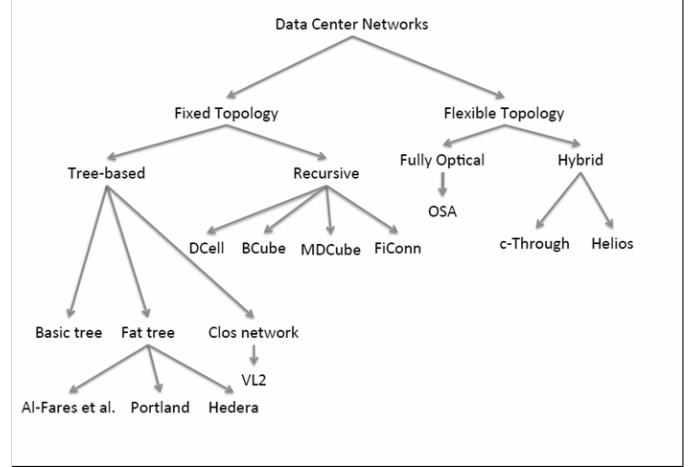 Data Center Networks
Fixed Topology
Flexible Topology
Tree-based
Recursive
Fully Optical
Hybrid
OSA
DCell
BCube
MDCube
FiConn
c-Through
Helios
Basic tree
Fat tree
Clos network
VL2
Al-Fares et al.
Portland
Hedera